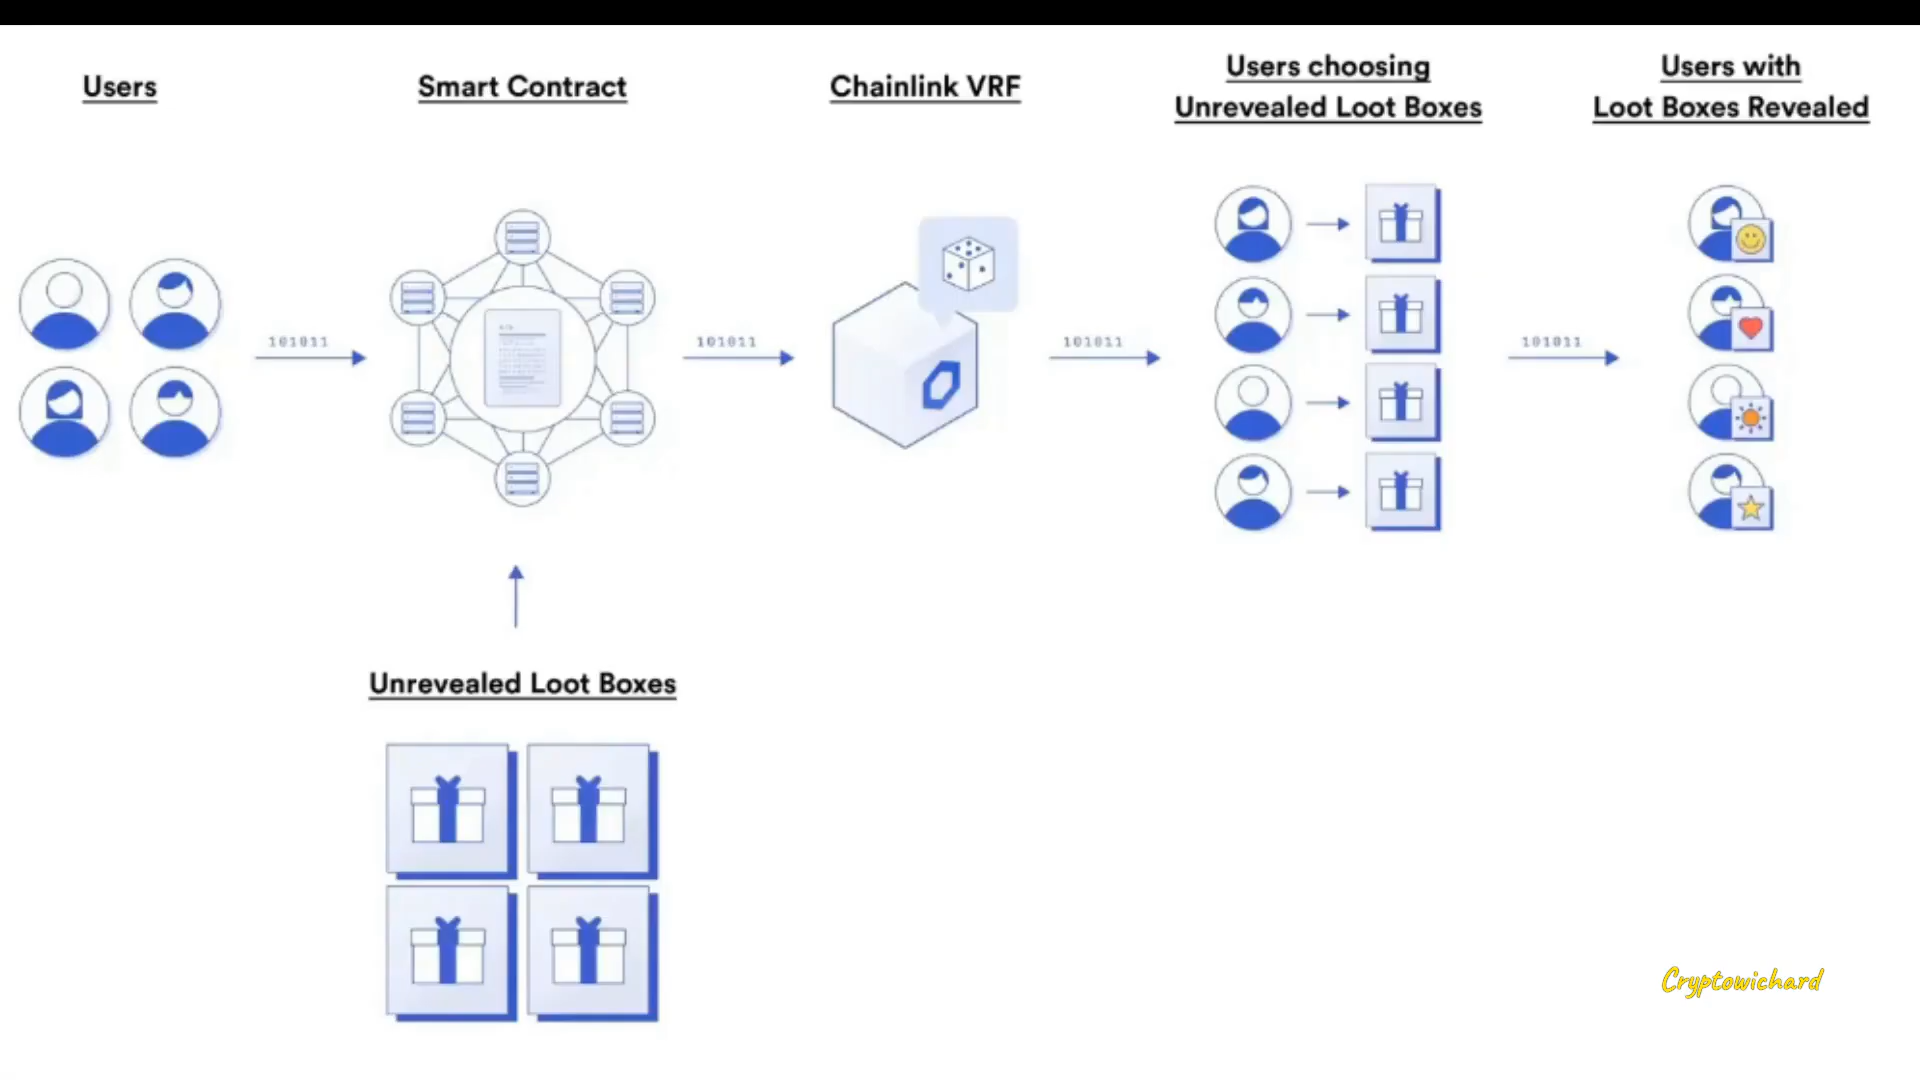 Users
Smart Contract
Chainlink VRF
Users choosing
Unrevealed Loot Boxes
Users with
Loot Boxes Revealed
101011
101011
101011
101011
Unrevealed Loot Boxes
Cryptowichard